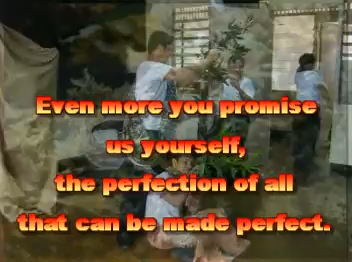 Even more you promise
us yourself,
the perfection of all
that can be made perfect.